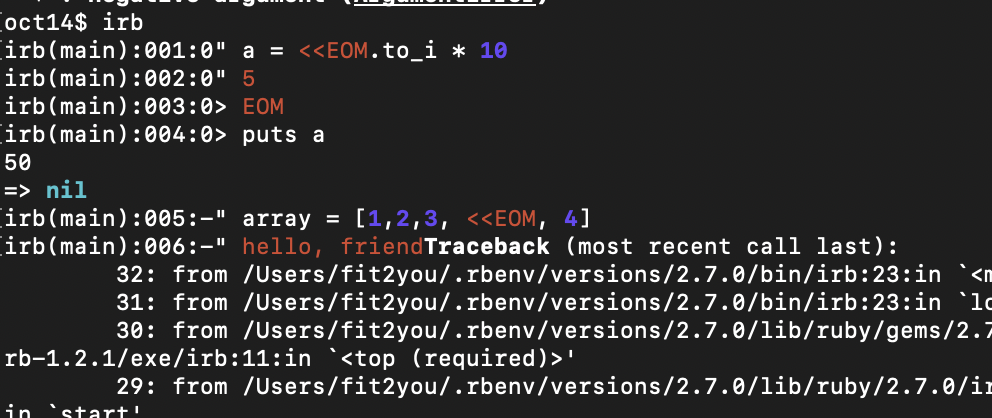 negative argument (ArgumentError)
[oct14$ irb
[irb(main):001:0" a = <<EOM.to_i * 10
irb(main):002:0" 5
irb(main):003:0> EOM
[irb(main):004:0> puts a
50
=> nil
[irb(main):005:-" array = [1,2,3, <<EOM, 4]
[irb(main):006:-" hello, friendTraceback (most recent call last):
32: from /Users/fit2you/.rbenv/versions/2.7.0/bin/irb:23:in `<m
31: from /Users/fit2you/.rbenv/versions/2.7.0/bin/irb:23:in `lo
30: from /Users/fit2you/.rbenv/versions/2.7.0/lib/ruby/gems/2.7
rb-1.2.1/exe/irb:11:in `<top (required)>'
29: from /Users/fit2you/.rbenv/versions/2.7.0/lib/ruby/2.7.0/ir
in `start'